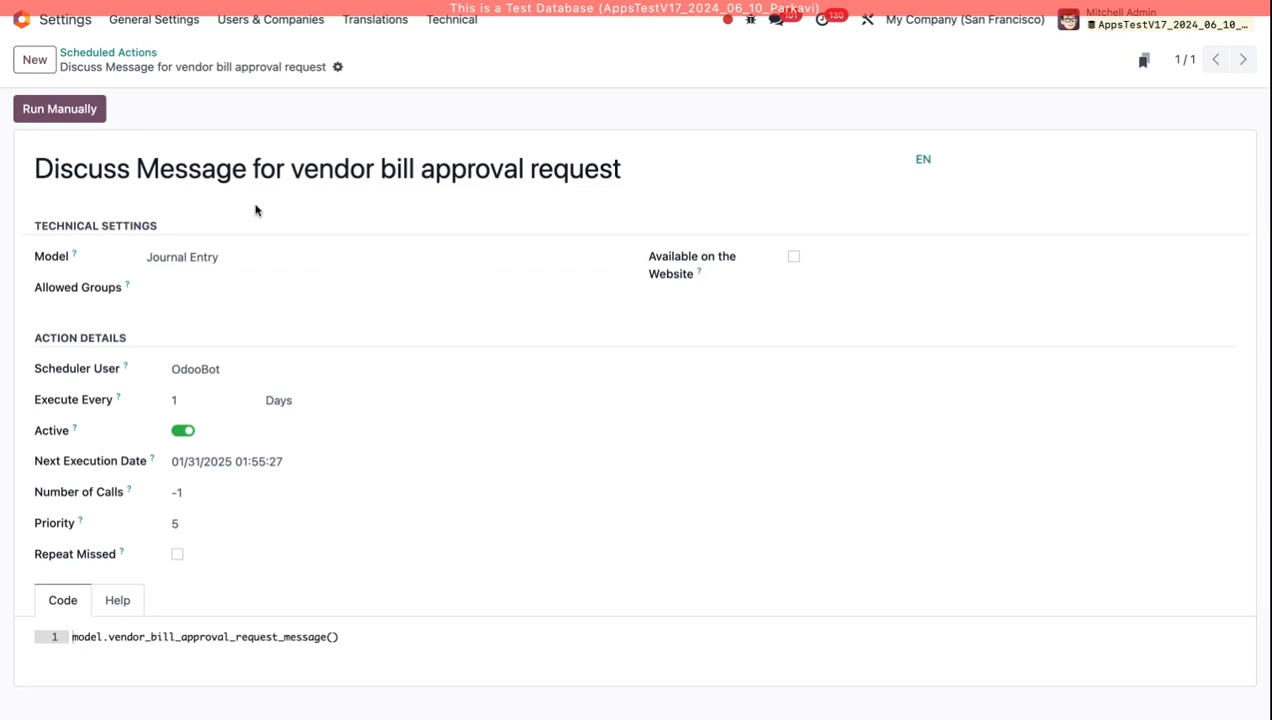 This is a Test Database (AppsTestV17_2024_06_10_Parkavi)
Settings General Settings Users & Companies Translations Technical 101 130 My Company (San Francisco) Mitchell Admin
AppsTestV17_2024_06_10_...
New Scheduled Actions
Discuss Message for vendor bill approval request 1 / 1
Run Manually
Discuss Message for vendor bill approval request EN
TECHNICAL SETTINGS
Model ? Journal Entry Available on the
Website ?
Allowed Groups ?
ACTION DETAILS
Scheduler User ? OdooBot
Execute Every ? 1 Days
Active ?
Next Execution Date ? 01/31/2025 01:55:27
Number of Calls ? -1
Priority ? 5
Repeat Missed ?
Code Help
1 model.vendor_bill_approval_request_message()